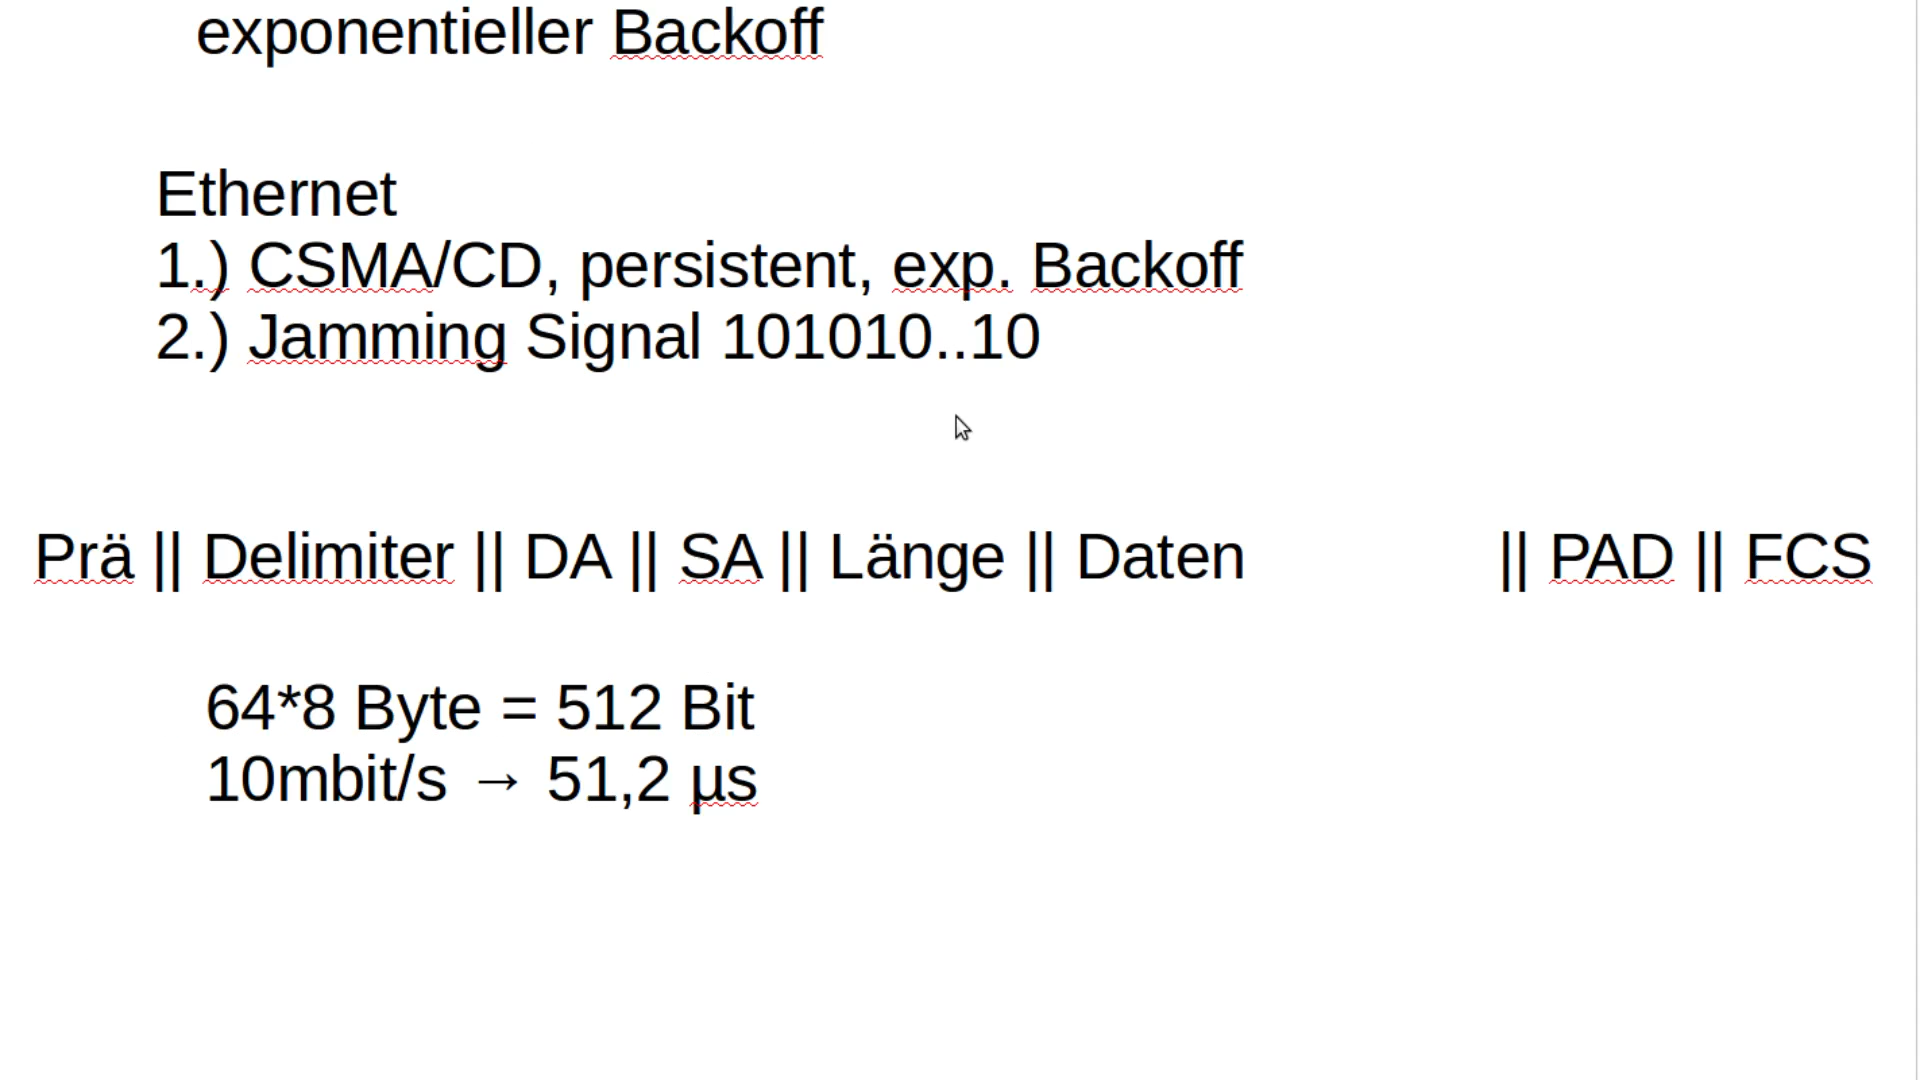 exponentieller Backoff
Ethernet
1.) CSMA/CD, persistent, exp. Backoff
2.) Jamming Signal 101010..10
Prä || Delimiter || DA || SA || Länge || Daten || PAD || FCS
64*8 Byte = 512 Bit
10mbit/s → 51,2 µs